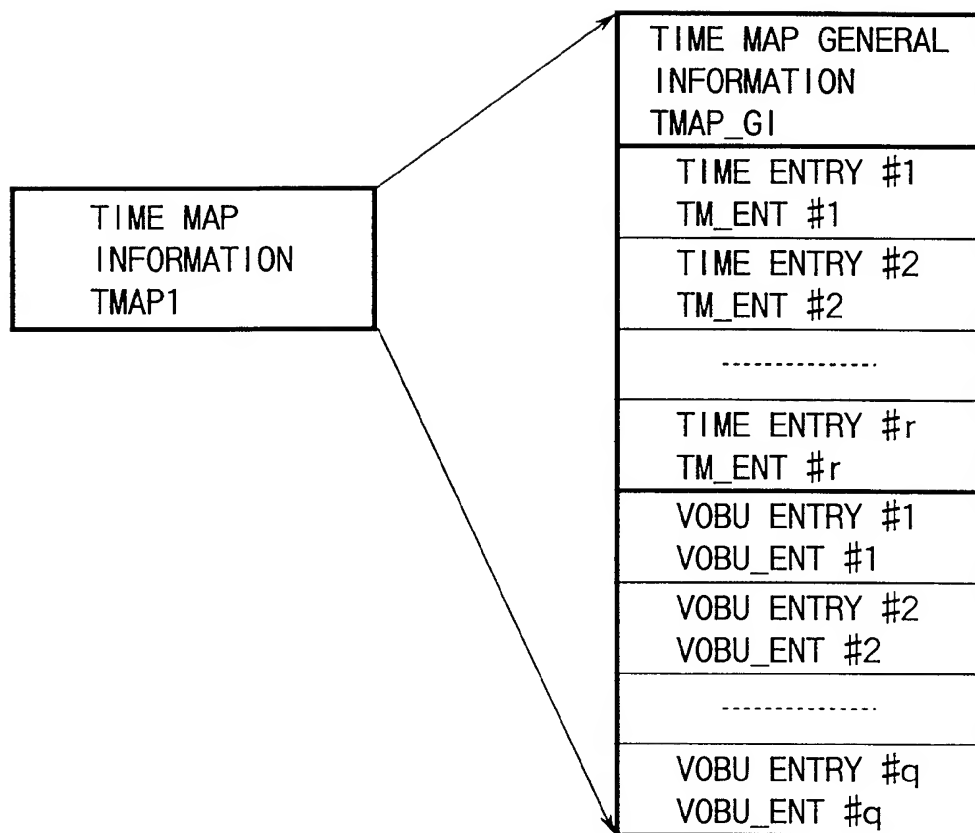 TIME MAP
INFORMATION
TMAP1
TIME MAP GENERAL
INFORMATION
TMAP_GI
TIME ENTRY #1
TM_ENT #1
TIME ENTRY #2
TM_ENT #2
TIME ENTRY #r
TM_ENT #r
VOBU ENTRY #1
VOBU_ENT #1
VOBU ENTRY #2
VOBU_ENT #2
VOBU ENTRY #q
VOBU_ENT #q